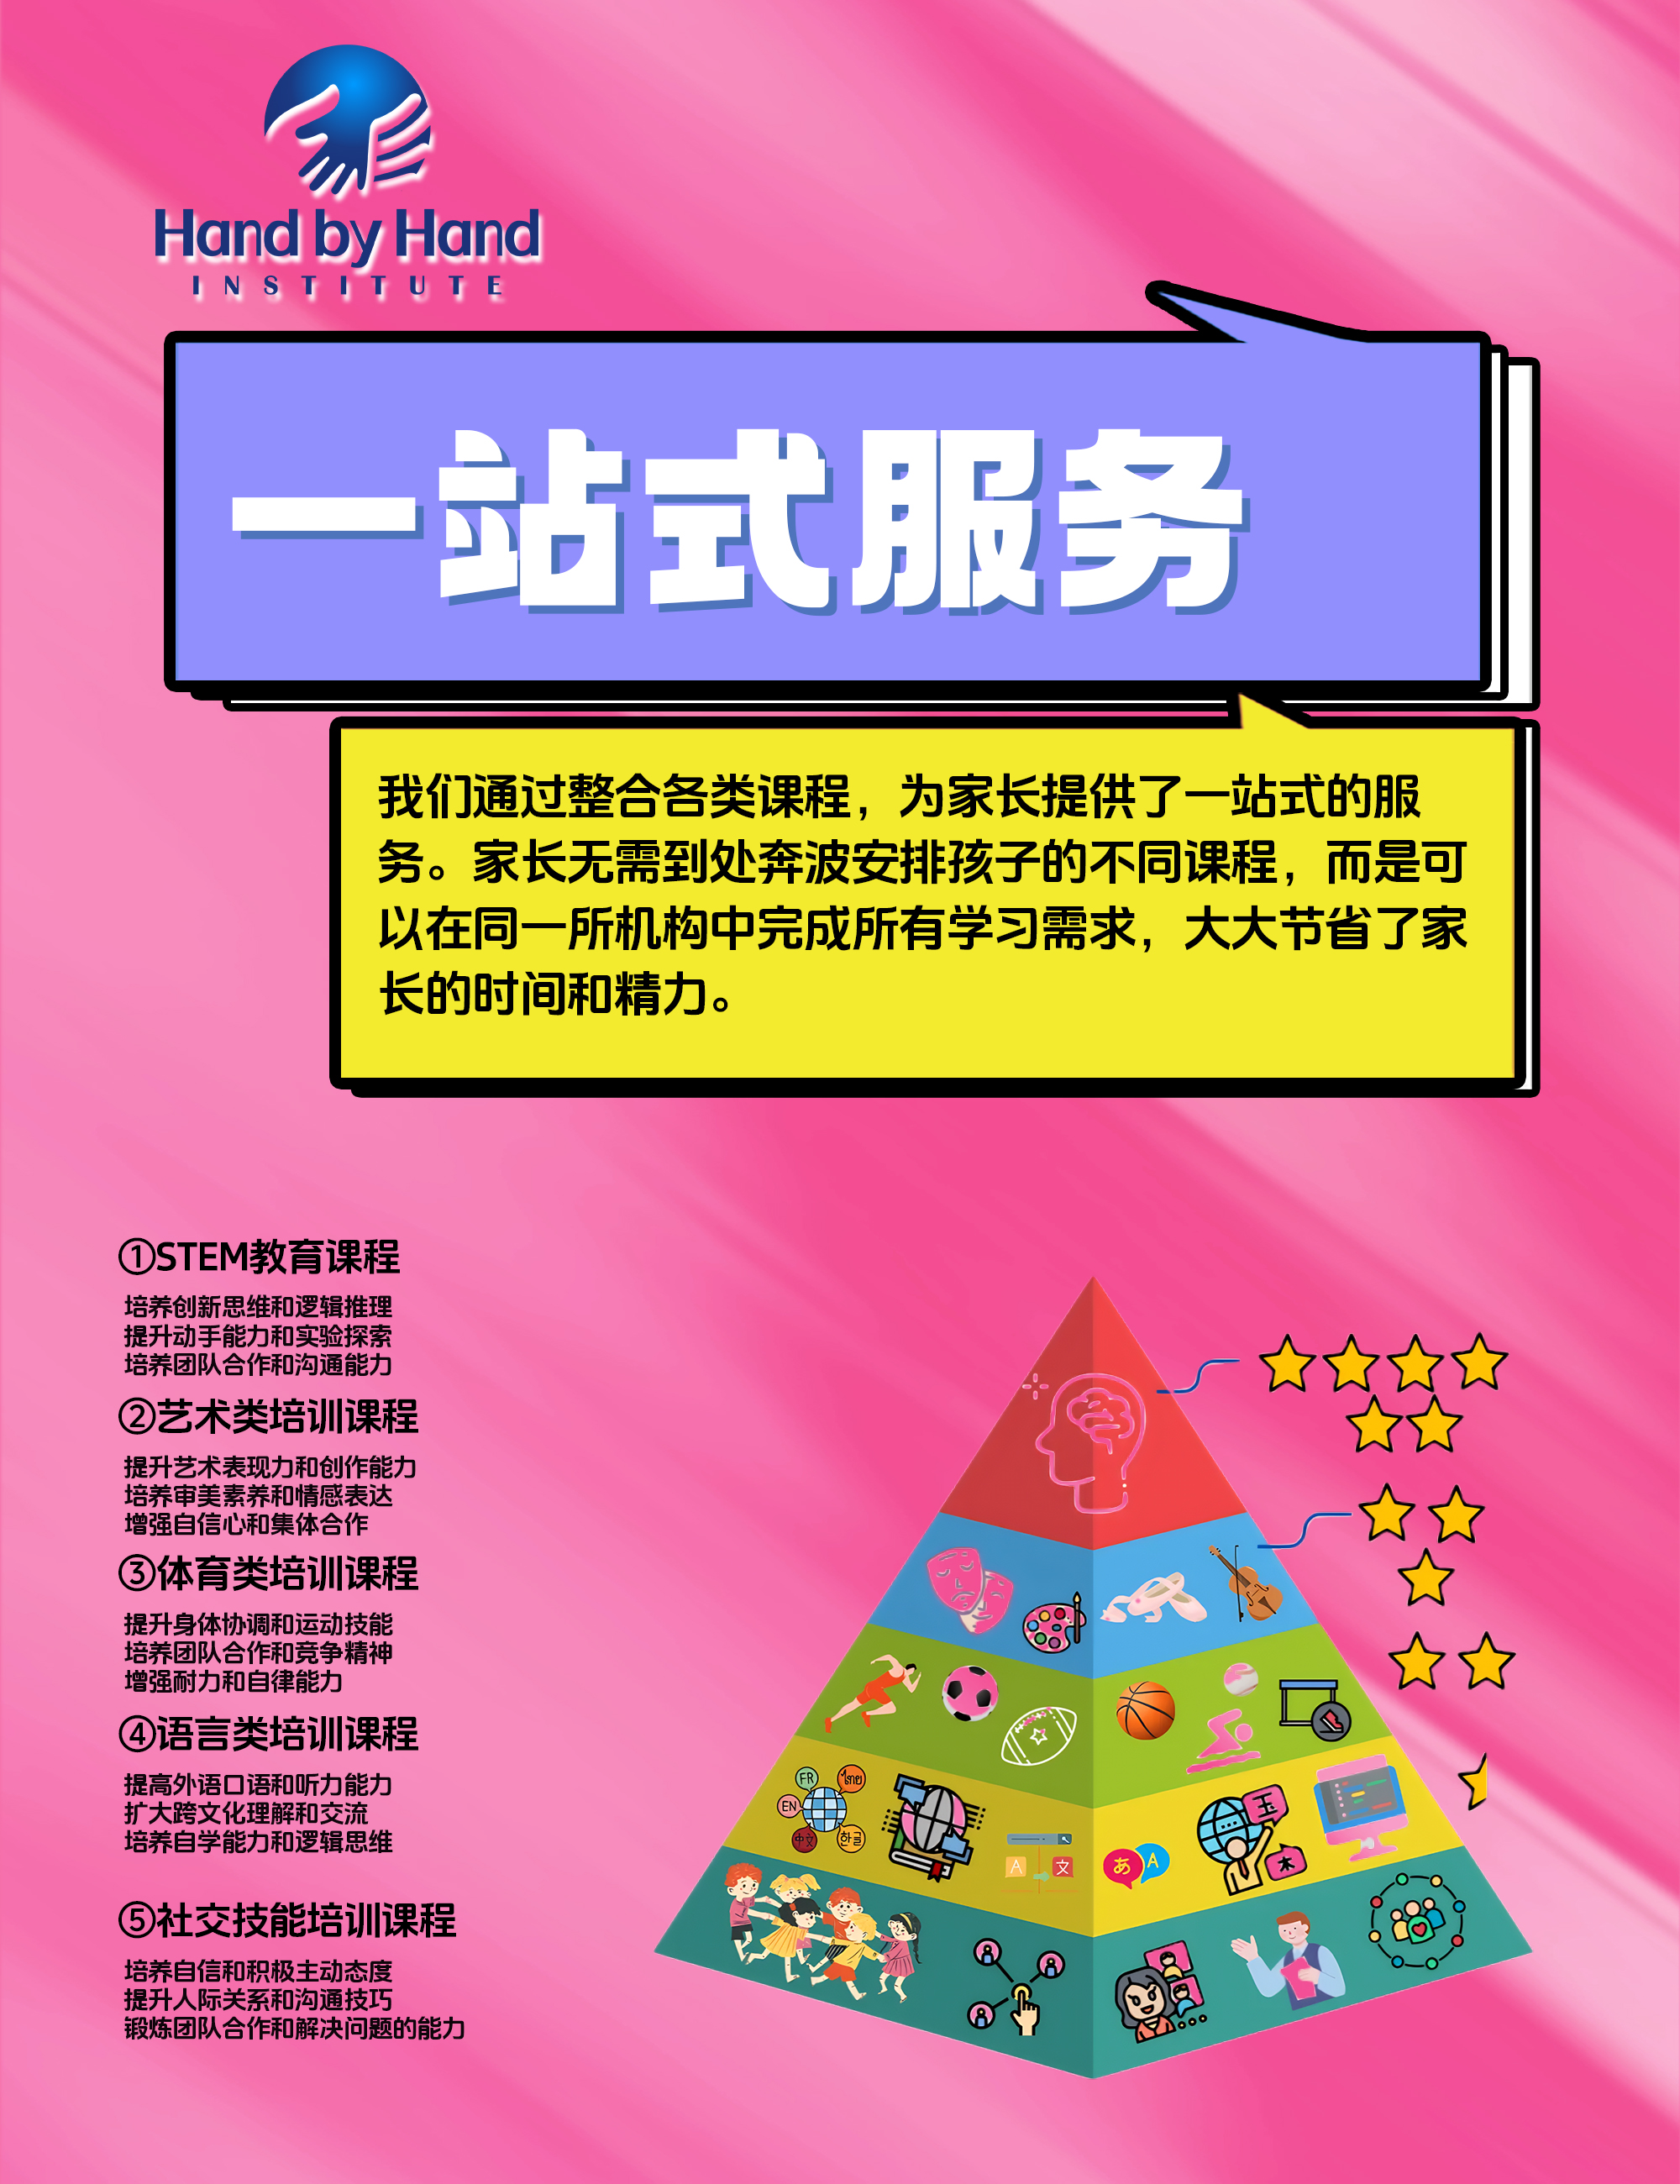 Hand by Hand
INSTITUTE
一站式服务
我们通过整合各类课程，为家长提供了一站式的服
务。家长无需到处奔波安排孩子的不同课程，而是可
以在同一所机构中完成所有学习需求，大大节省了家
长的时间和精力。
①STEM教育课程
培养创新思维和逻辑推理
提升动手能力和实验探索
培养团队合作和沟通能力
②艺术类培训课程
提升艺术表现力和创作能力
培养审美素养和情感表达
增强自信心和集体合作
③体育类培训课程
提升身体协调和运动技能
培养团队合作和竞争精神
增强耐力和自律能力
④语言类培训课程
提高外语口语和听力能力
扩大跨文化理解和交流
培养自学能力和逻辑思维
⑤社交技能培训课程
培养自信和积极主动态度
提升人际关系和沟通技巧
锻炼团队合作和解决问题的能力
FR
ไทย
EN
中文
한글
A
文
あ
A
玉
本